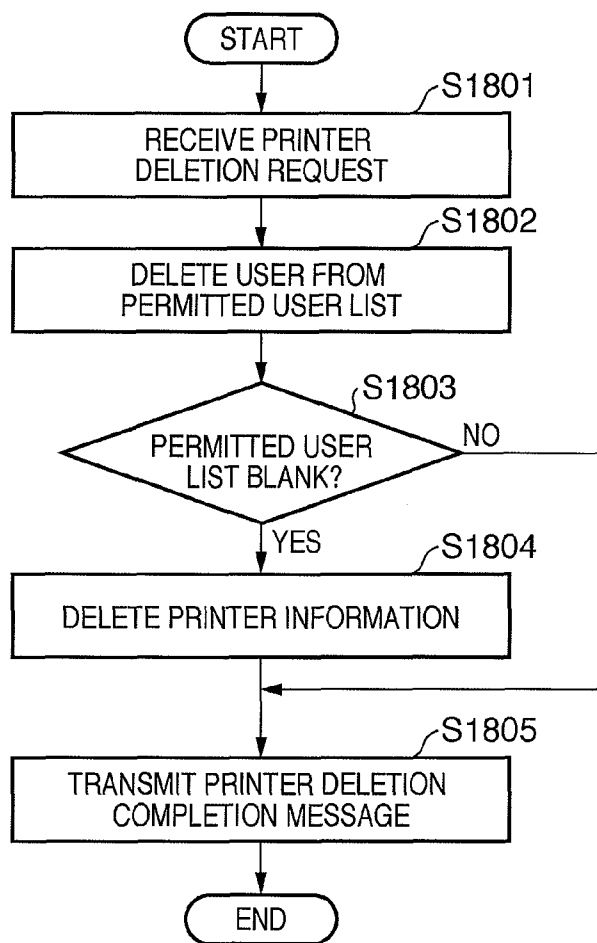 START
S1801
RECEIVE PRINTER
DELETION REQUEST
S1802
DELETE USER FROM
PERMITTED USER LIST
S1803
PERMITTED USER
LIST BLANK?
NO
YES
S1804
DELETE PRINTER INFORMATION
S1805
TRANSMIT PRINTER DELETION
COMPLETION MESSAGE
END